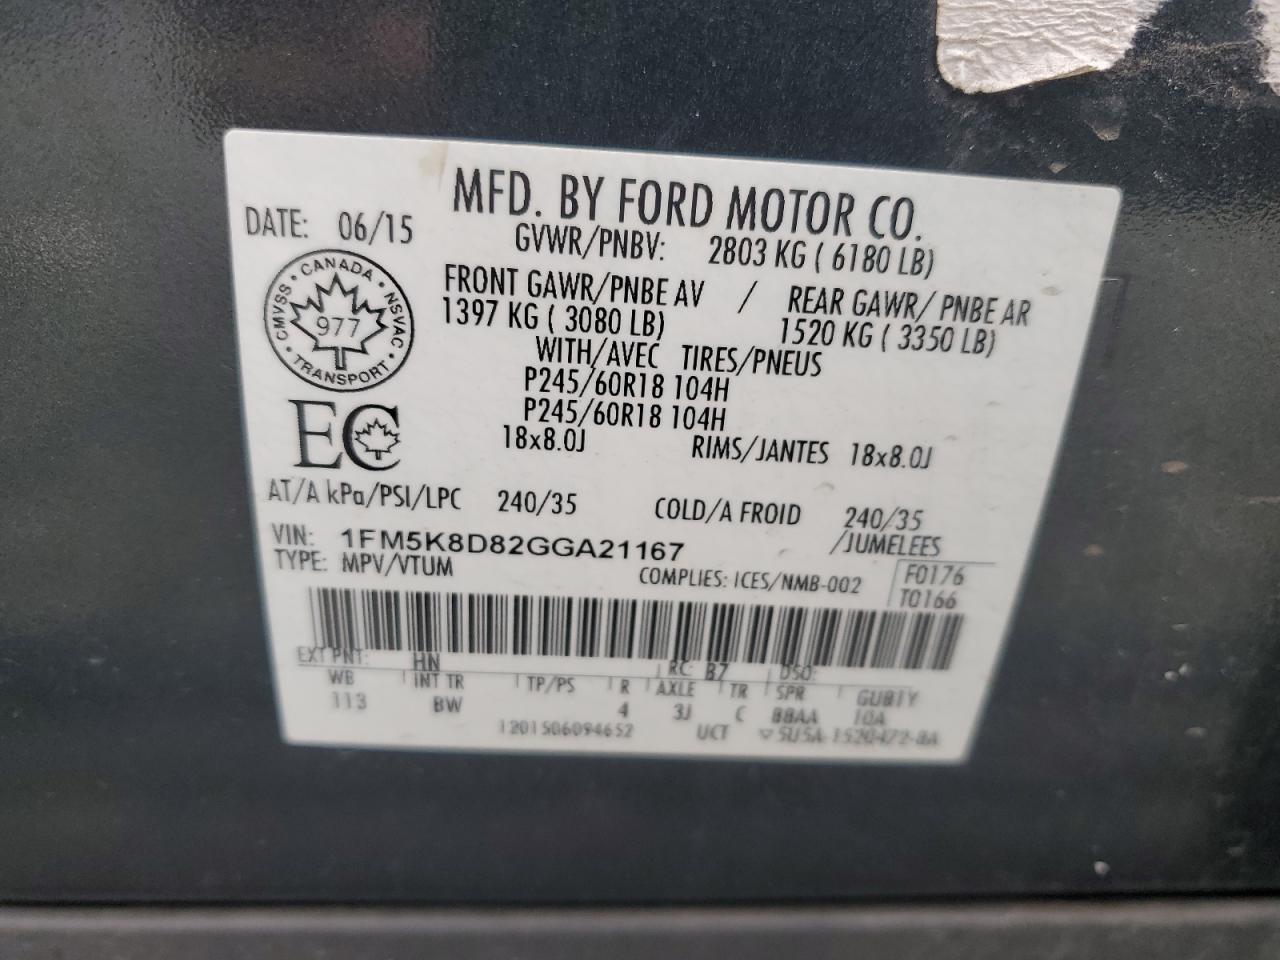 MFD. BY FORD MOTOR CO.
DATE: 06/15
GVWR/PNBV: 2803 KG ( 6180 LB)
CANADA
CMVSS
NSVAC
977
TRANSPORT
FRONT GAWR/PNBE AV / REAR GAWR/ PNBE AR
1397 KG ( 3080 LB) 1520 KG ( 3350 LB)
WITH/AVEC TIRES/PNEUS
P245/60R18 104H
P245/60R18 104H
EC
18x8.0J RIMS/JANTES 18x8.0J
AT/A kPa/PSI/LPC 240/35 COLD/A FROID 240/35
VIN: 1FM5K8D82GGA21167 /JUMELEES
TYPE: MPV/VTUM COMPLIES: ICES/NMB-002 F0176
T0166
EXT PNT: HN RC: B7 DSO:
WB INT TR TP/PS R AXLE TR SPR GUB1Y
113 BW 4 3J C BBAA 10A
1201506094652 UCT 5U5A-1520472-BA